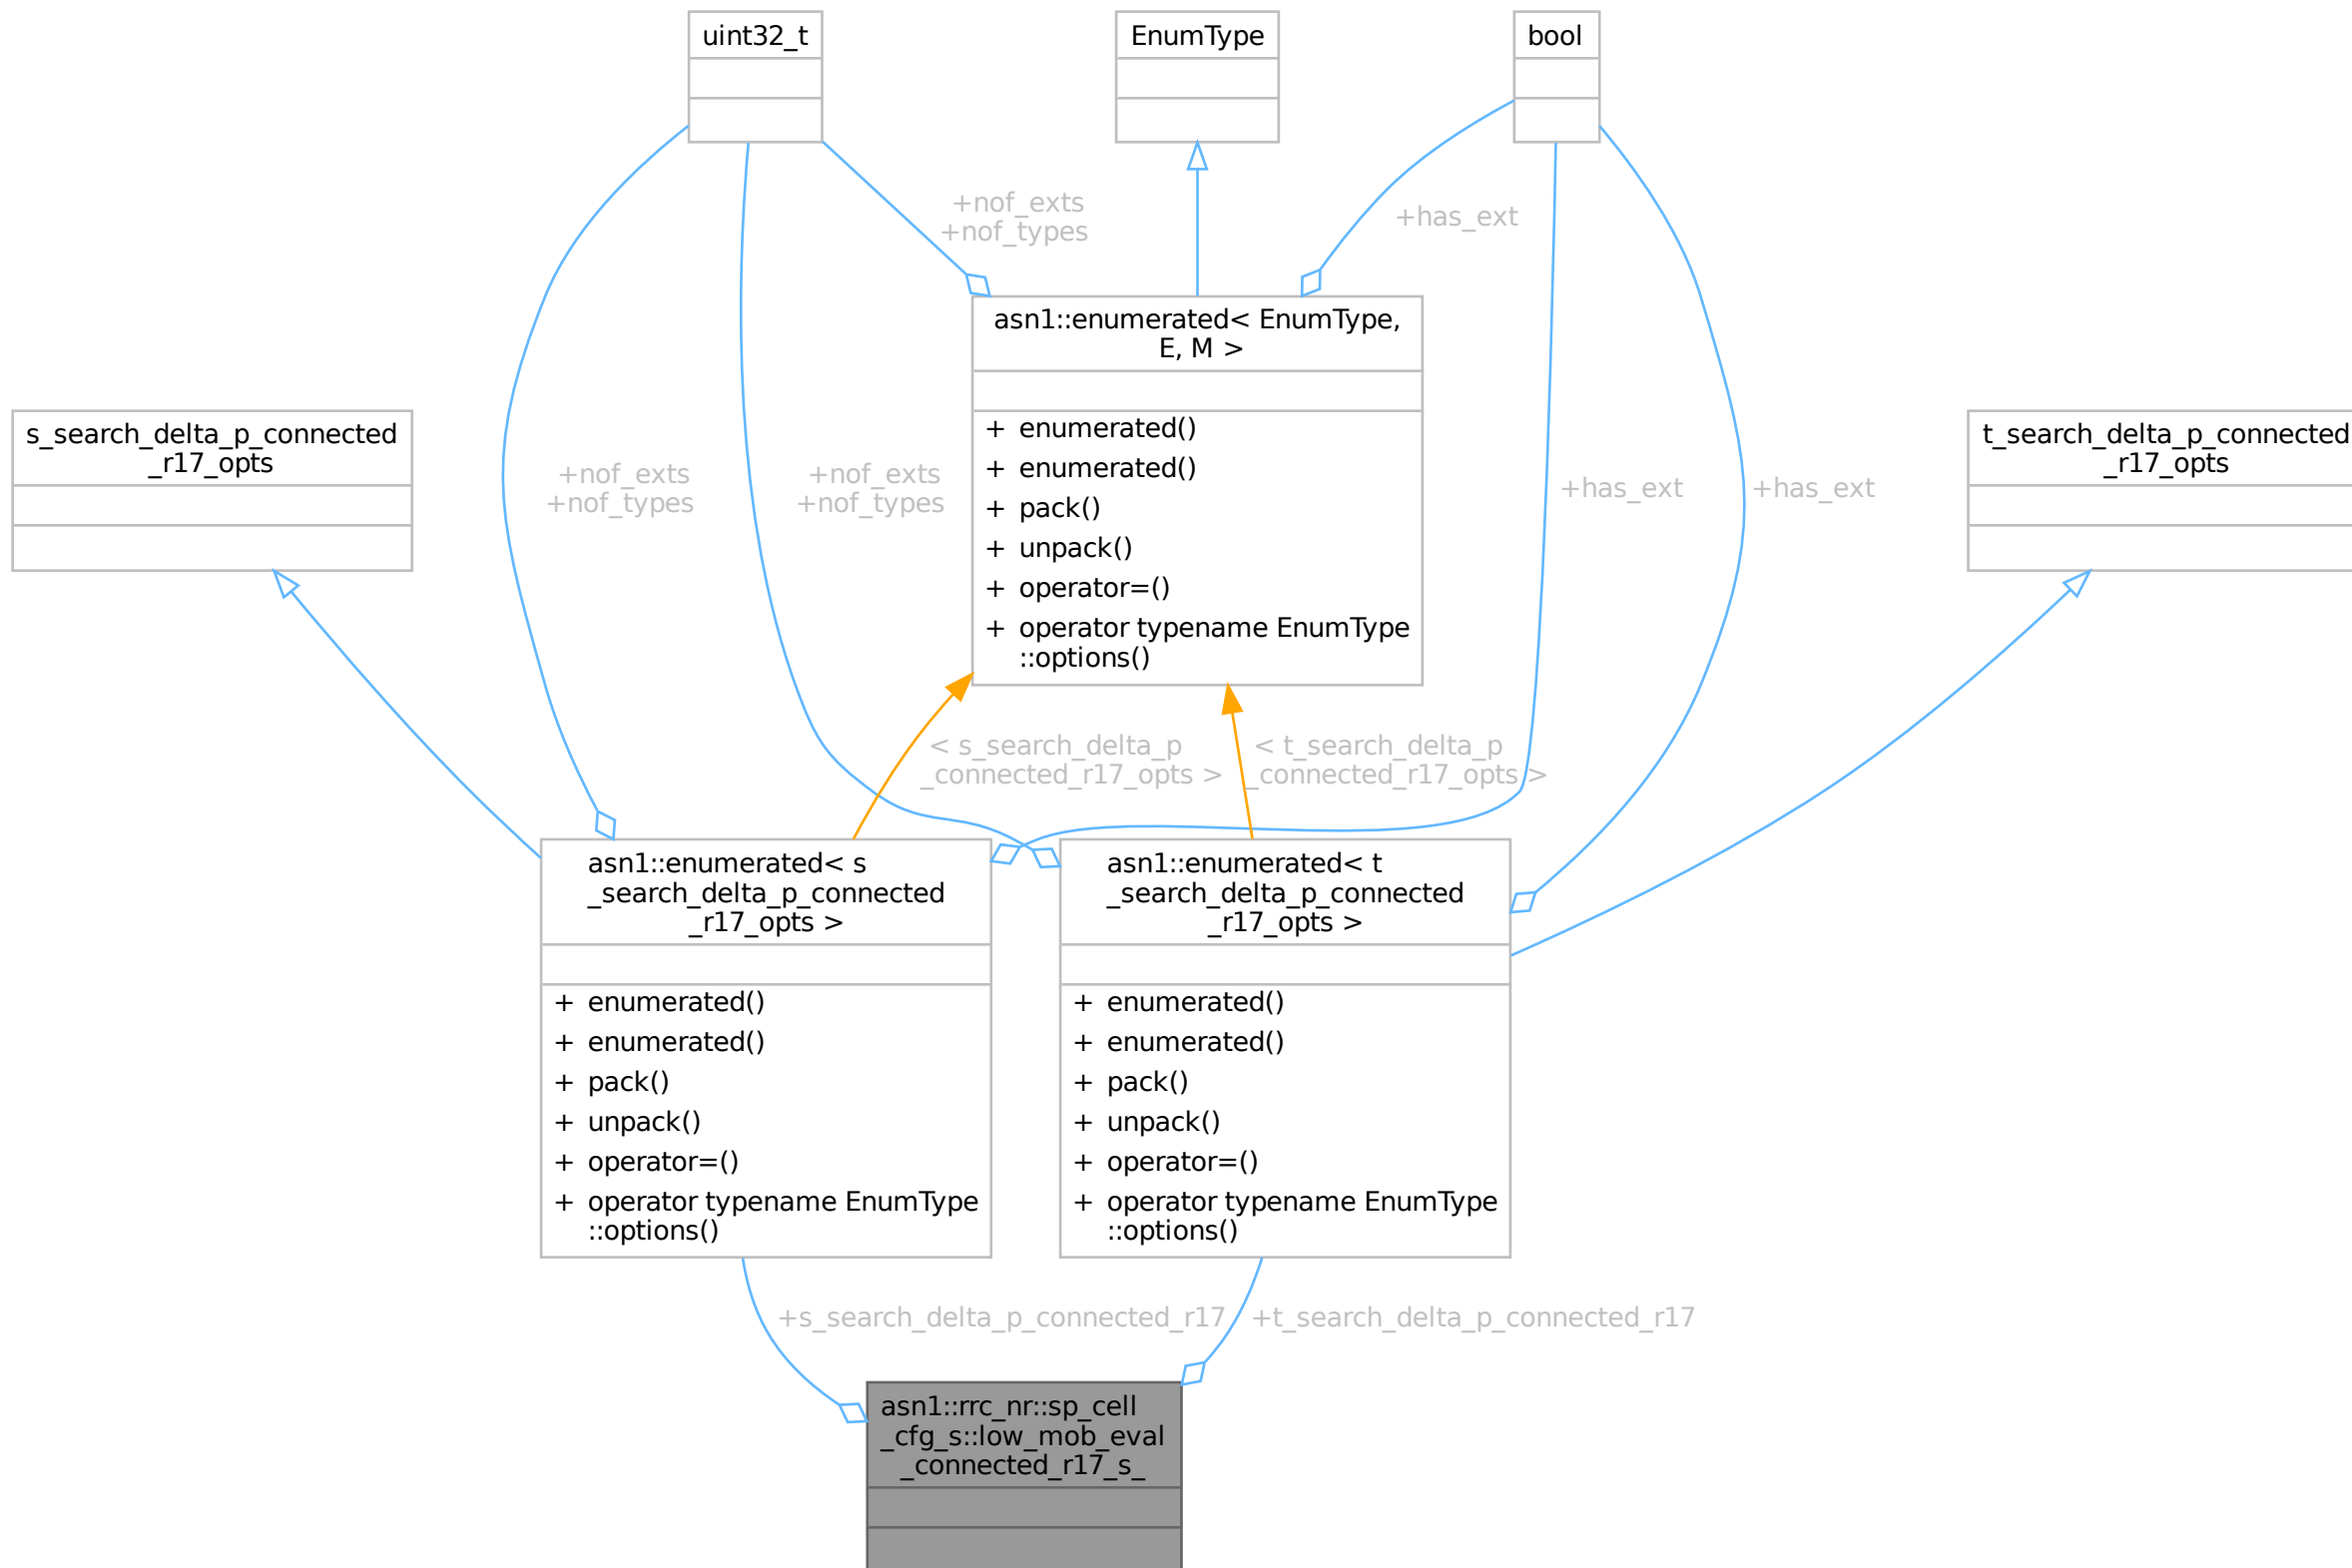 uint32_t
EnumType
bool
+nof_exts
+nof_types
+has_ext
asn1::enumerated< EnumType,
E, M >
+ enumerated()
+ enumerated()
+ pack()
+ unpack()
+ operator=()
+ operator typename EnumType
::options()
s_search_delta_p_connected
_r17_opts
+nof_exts
+nof_types
+nof_exts
+nof_types
+has_ext
+has_ext
t_search_delta_p_connected
_r17_opts
< s_search_delta_p
_connected_r17_opts >
< t_search_delta_p
_connected_r17_opts >
asn1::enumerated< s
_search_delta_p_connected
_r17_opts >
+ enumerated()
+ enumerated()
+ pack()
+ unpack()
+ operator=()
+ operator typename EnumType
::options()
asn1::enumerated< t
_search_delta_p_connected
_r17_opts >
+ enumerated()
+ enumerated()
+ pack()
+ unpack()
+ operator=()
+ operator typename EnumType
::options()
+s_search_delta_p_connected_r17
+t_search_delta_p_connected_r17
asn1::rrc_nr::sp_cell
_cfg_s::low_mob_eval
_connected_r17_s_